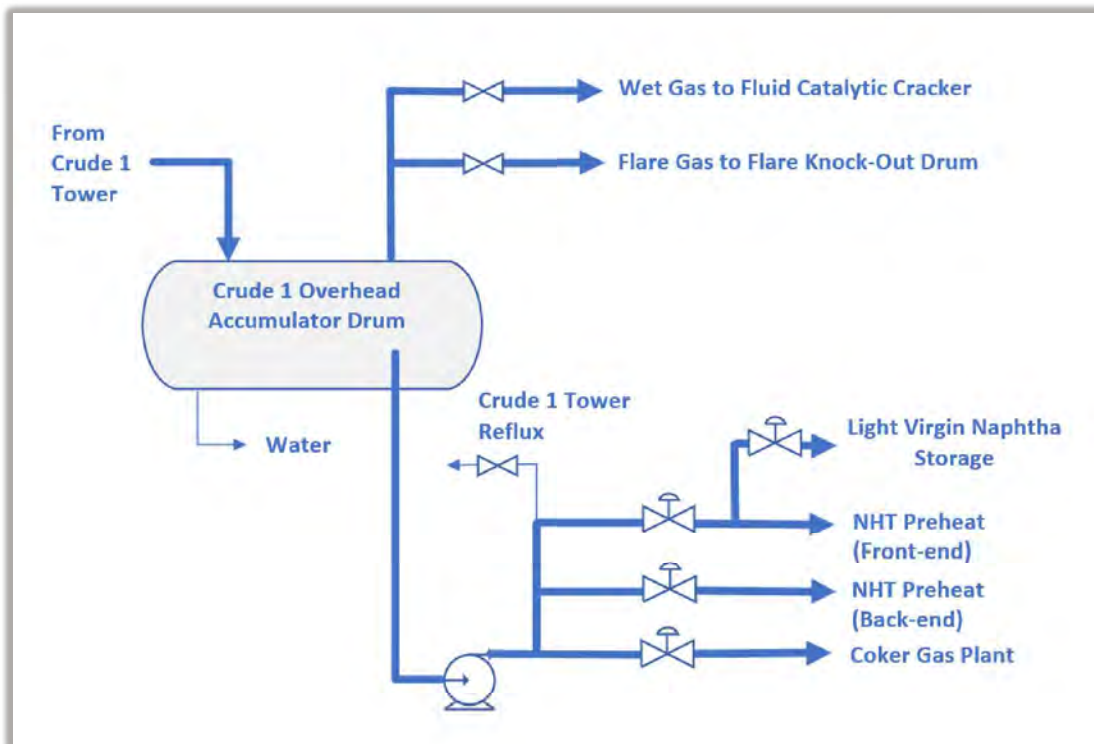 Wet Gas to Fluid Catalytic Cracker
From
Crude 1
Tower
Flare Gas to Flare Knock-Out Drum
Crude 1 Overhead
Accumulator Drum
Water
Crude 1 Tower
Reflux
Light Virgin Naphtha
Storage
NHT Preheat
(Front-end)
NHT Preheat
(Back-end)
Coker Gas Plant